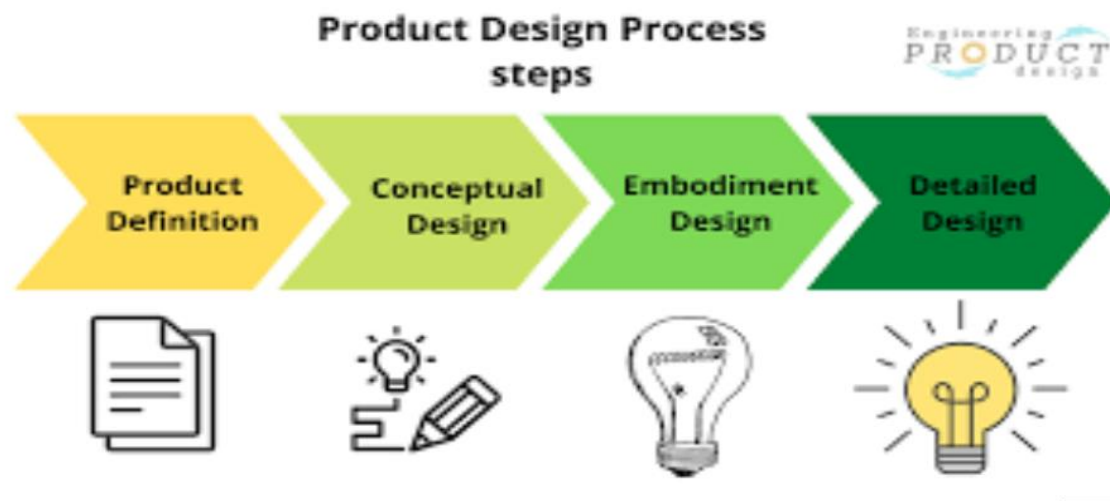 Product Design Process
steps
Engineering
PRODUCT
design
Product
Definition
Conceptual
Design
Embodiment
Design
Detailed
Design